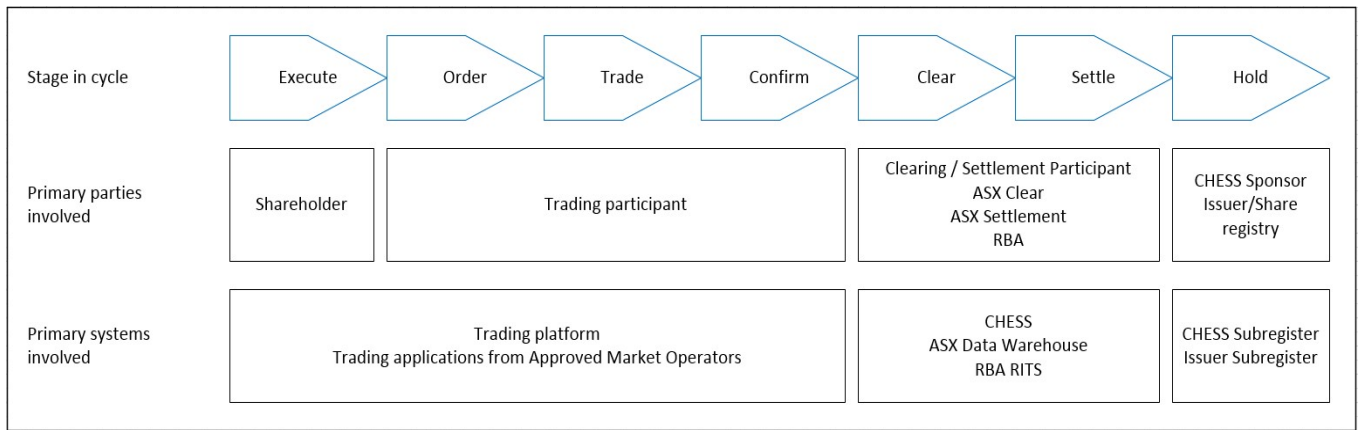 Stage in cycle
Execute
Order
Trade
Confirm
Clear
Settle
Hold
Primary parties
involved
Shareholder
Trading participant
Clearing / Settlement Participant
ASX Clear
ASX Settlement
RBA
CHESS Sponsor
Issuer/Share
registry
Primary systems
involved
Trading platform
Trading applications from Approved Market Operators
CHESS
ASX Data Warehouse
RBA RITS
CHESS Subregister
Issuer Subregister